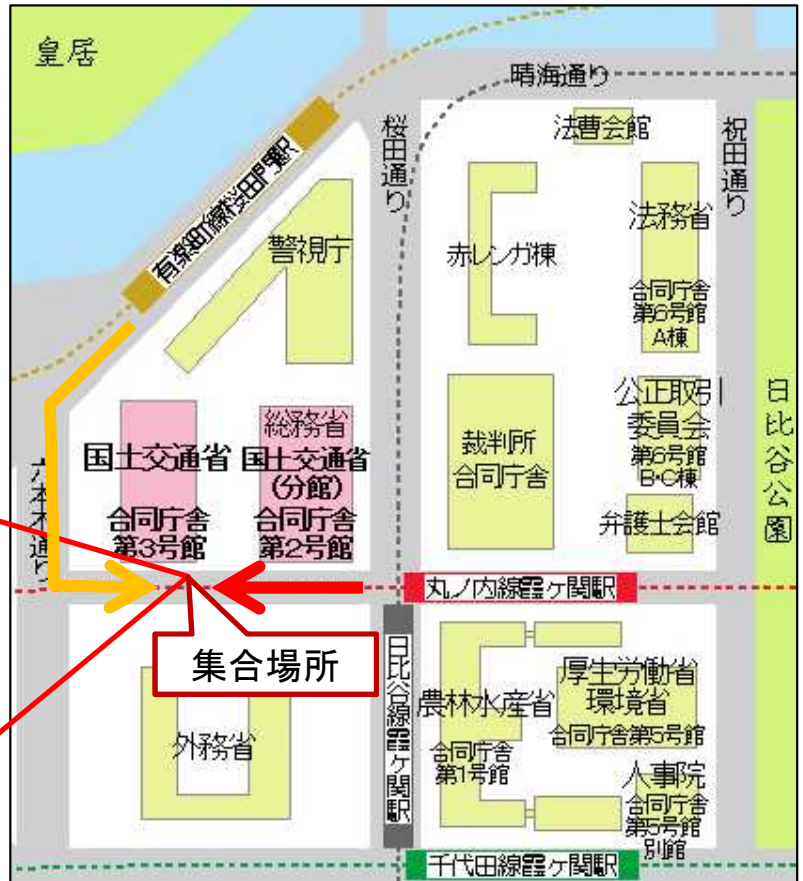 皇居
晴海通り
桜田通り
法曹会館
祝田通り
有楽町線桜田門駅
警視庁
赤レンガ棟
法務省
合同庁舎
第6号館
A棟
国土交通省
合同庁舎
第3号館
総務省
国土交通省
(分館)
合同庁舎
第2号館
裁判所
合同庁舎
公正取引
委員会
第6号館
B・C棟
弁護士会館
日比谷公園
六本木通り
丸ノ内線霞ヶ関駅
集合場所
外務省
日比谷線霞ヶ関駅
農林水産省
合同庁舎
第1号館
厚生労働省
環境省
合同庁舎第5号館
人事院
合同庁舎
第5号館
別館
千代田線霞ヶ関駅